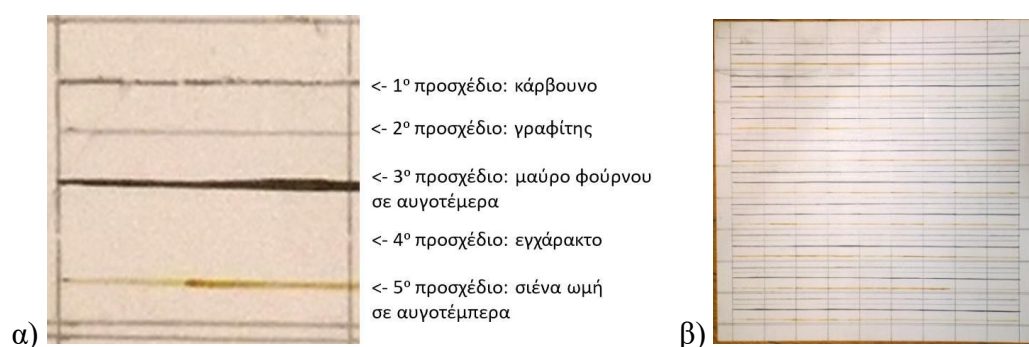 <- 1ο προσχέδιο: κάρβουνο
<- 2ο προσχέδιο: γραφίτης
<- 3ο προσχέδιο: μαύρο φούρνου
σε αυγοτέμερα
<- 4ο προσχέδιο: εγχάρακτο
<- 5ο προσχέδιο: σιένα ωμή
σε αυγοτέμπερα
α)
β)